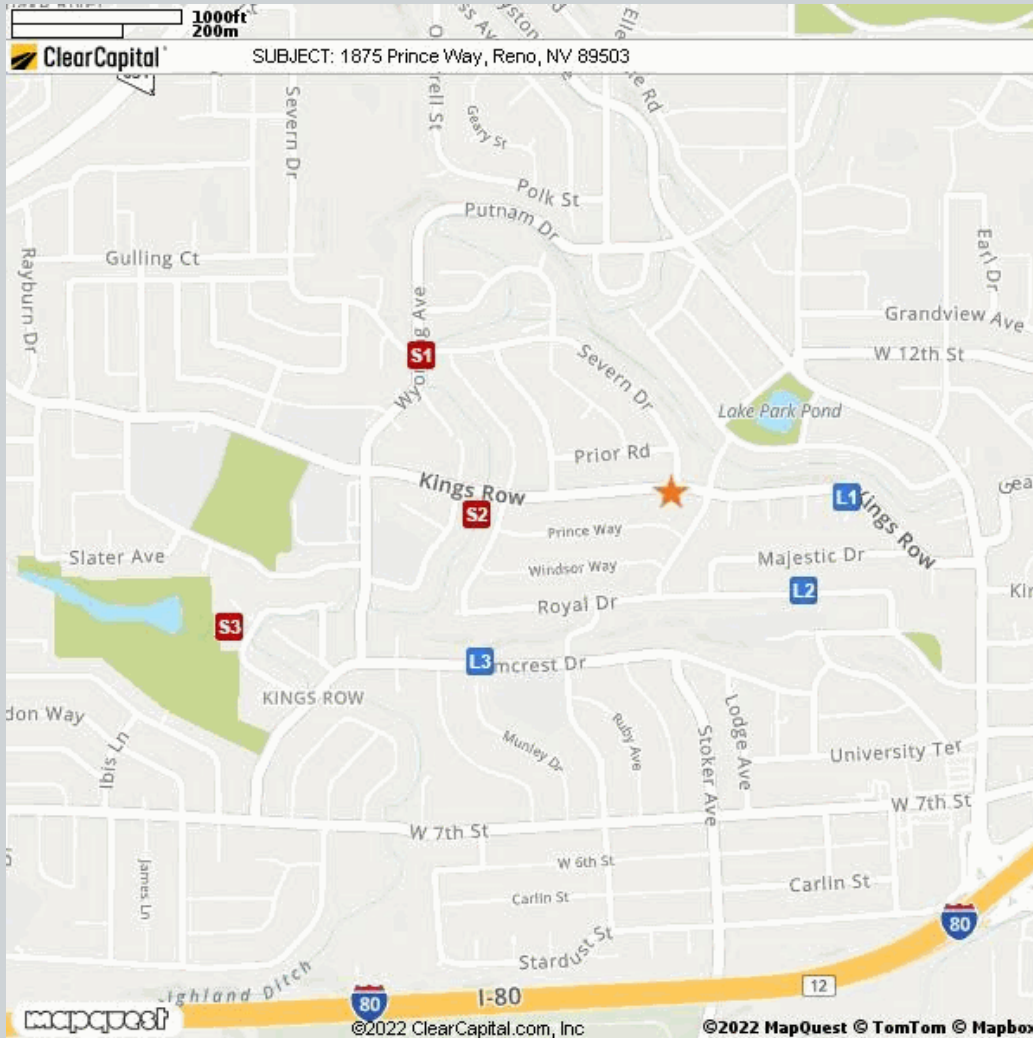 1000ft
200m
ClearCapital
SUBJECT: 1875 Prince Way, Reno, NV 89503
Severn Dr
Geary St
Polk St
Putnam Dr
Gulling Ct
Rayburn Dr
Earl Dr
Grandview Ave
W 12th St
S1
Severn Dr
Lake Park Pond
Prior Rd
Kings Row
S2
L1
Kings Row
Prince Way
Slater Ave
Windsor Way
Majestic Dr
Royal Dr
L2
S3
L3
mcrest Dr
KINGS ROW
don Way
Ibis Ln
Munley Dr
Ruby Ave
Stoker Ave
Lodge Ave
University Ter
W 7th St
W 7th St
W 6th St
James Ln
Carlin St
Carlin St
80
Stardust St
ighland Ditch
80
I-80
12
mapquest
©2022 ClearCapital.com, Inc
©2022 MapQuest © TomTom © Mapbox